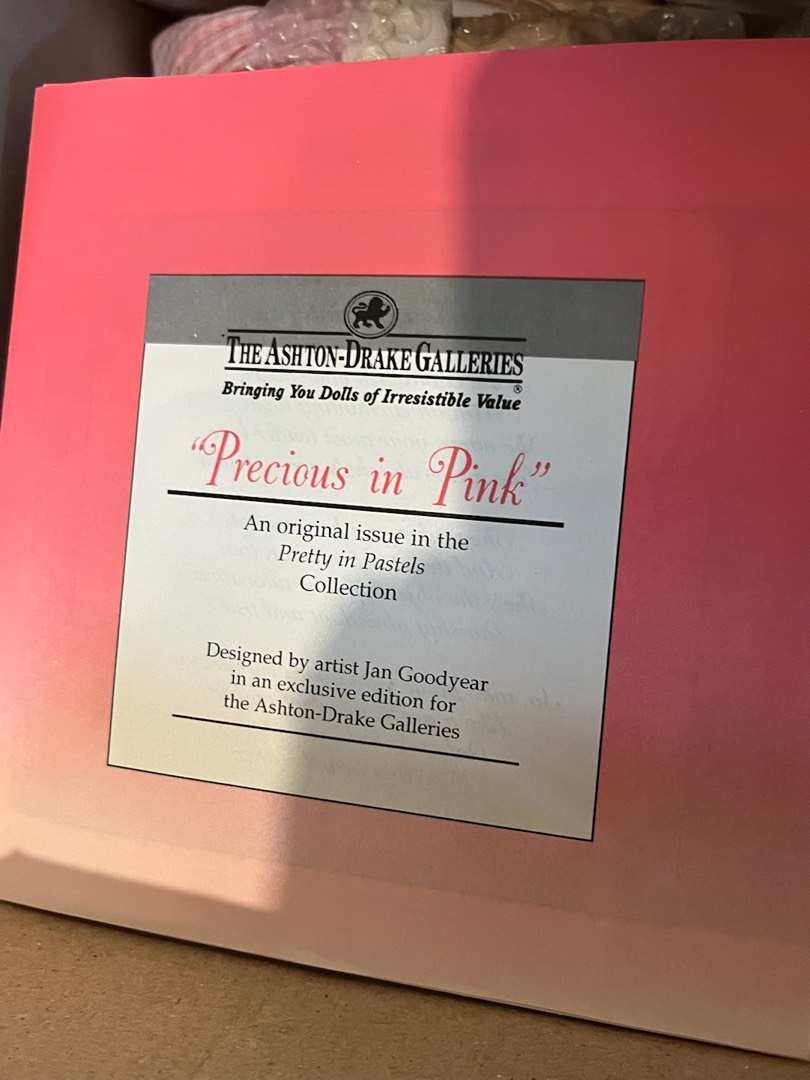 THE ASHTON-DRAKE GALLERIES
Bringing You Dolls of Irresistible Value®
“Precious in Pink”
An original issue in the
Pretty in Pastels
Collection
Designed by artist Jan Goodyear
in an exclusive edition for
the Ashton-Drake Galleries